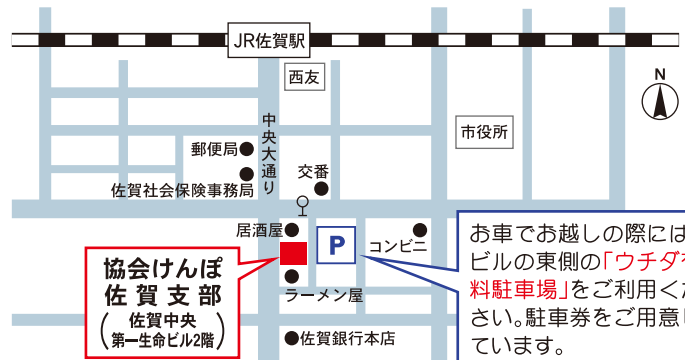 JR佐賀駅
西友
N
中央大通り
市役所
郵便局
交番
佐賀社会保険事務局
居酒屋
P
コンビニ
ラーメン屋
協会けんぽ
佐賀支部
(佐賀中央
第一生命ビル2階)
佐賀銀行本店
お車でお越しの際には
ビルの東側の「ウチダ
料駐車場」をご利用く
さい。駐車券をご用意
ています。